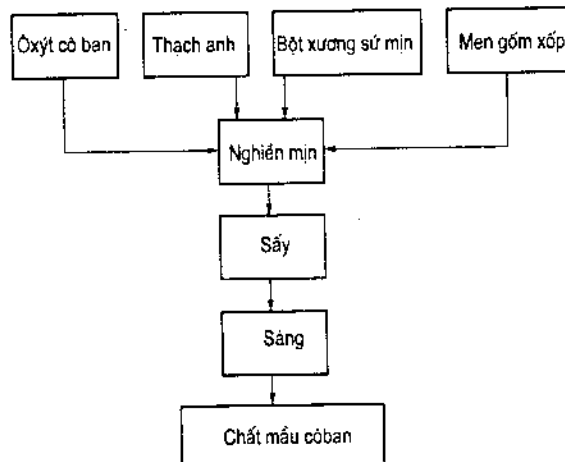 Ôxýt cô ban
Thạch anh
Bột xương sứ mịn
Men gốm xốp
Nghiền mịn
Sấy
Sàng
Chất mầu côban